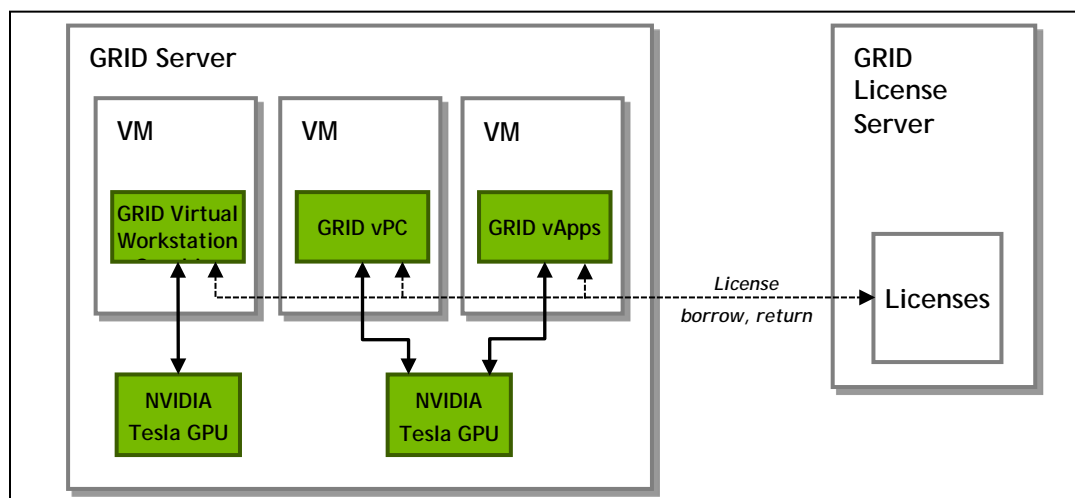 GRID Server
VM
GRID Virtual
Workstation
VM
GRID vPC
VM
GRID vApps
NVIDIA
Tesla GPU
NVIDIA
Tesla GPU
License
borrow, return
GRID
License
Server
Licenses